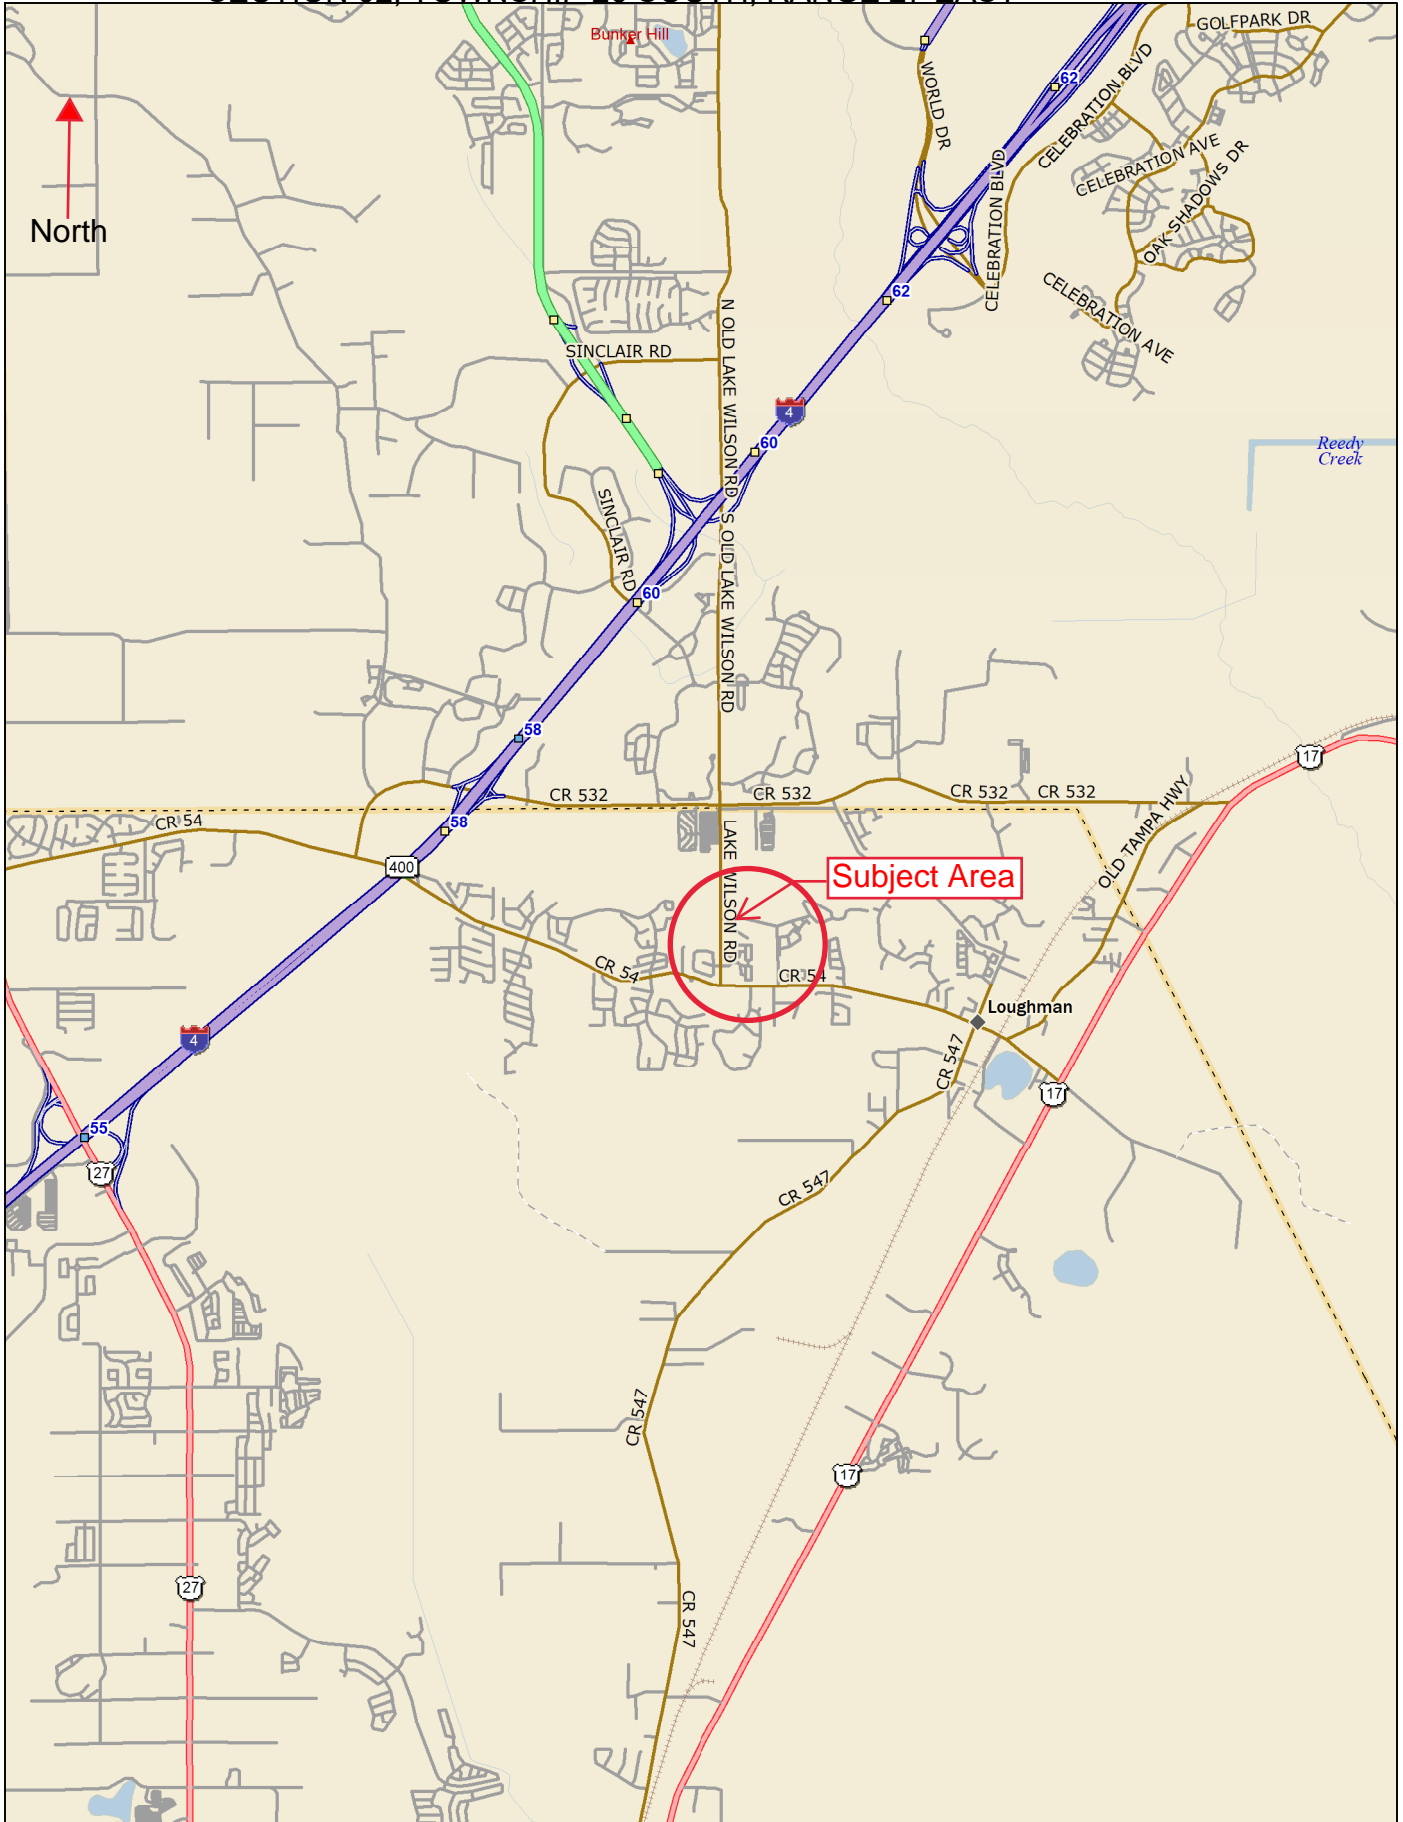 Bunker Hill
GOLFPARK DR
WORLD DR
62
CELEBRATION BLVD
CELEBRATION AVE
OAK SHADOWS DR
North
CELEBRATION BLVD
62
CELEBRATION AVE
N OLD LAKE WILSON RD
SINCLAIR RD
4
60
Reedy
Creek
SINCLAIR RD
S OLD LAKE WILSON RD
60
58
17
CR 532
CR 532
CR 532
CR 532
OLD TAMPA HWY
CR 54
58
LAKE WILSON RD
400
Subject Area
CR 54
CR 54
Loughman
4
CR 547
17
55
27
CR 547
CR 547
17
27
CR 547